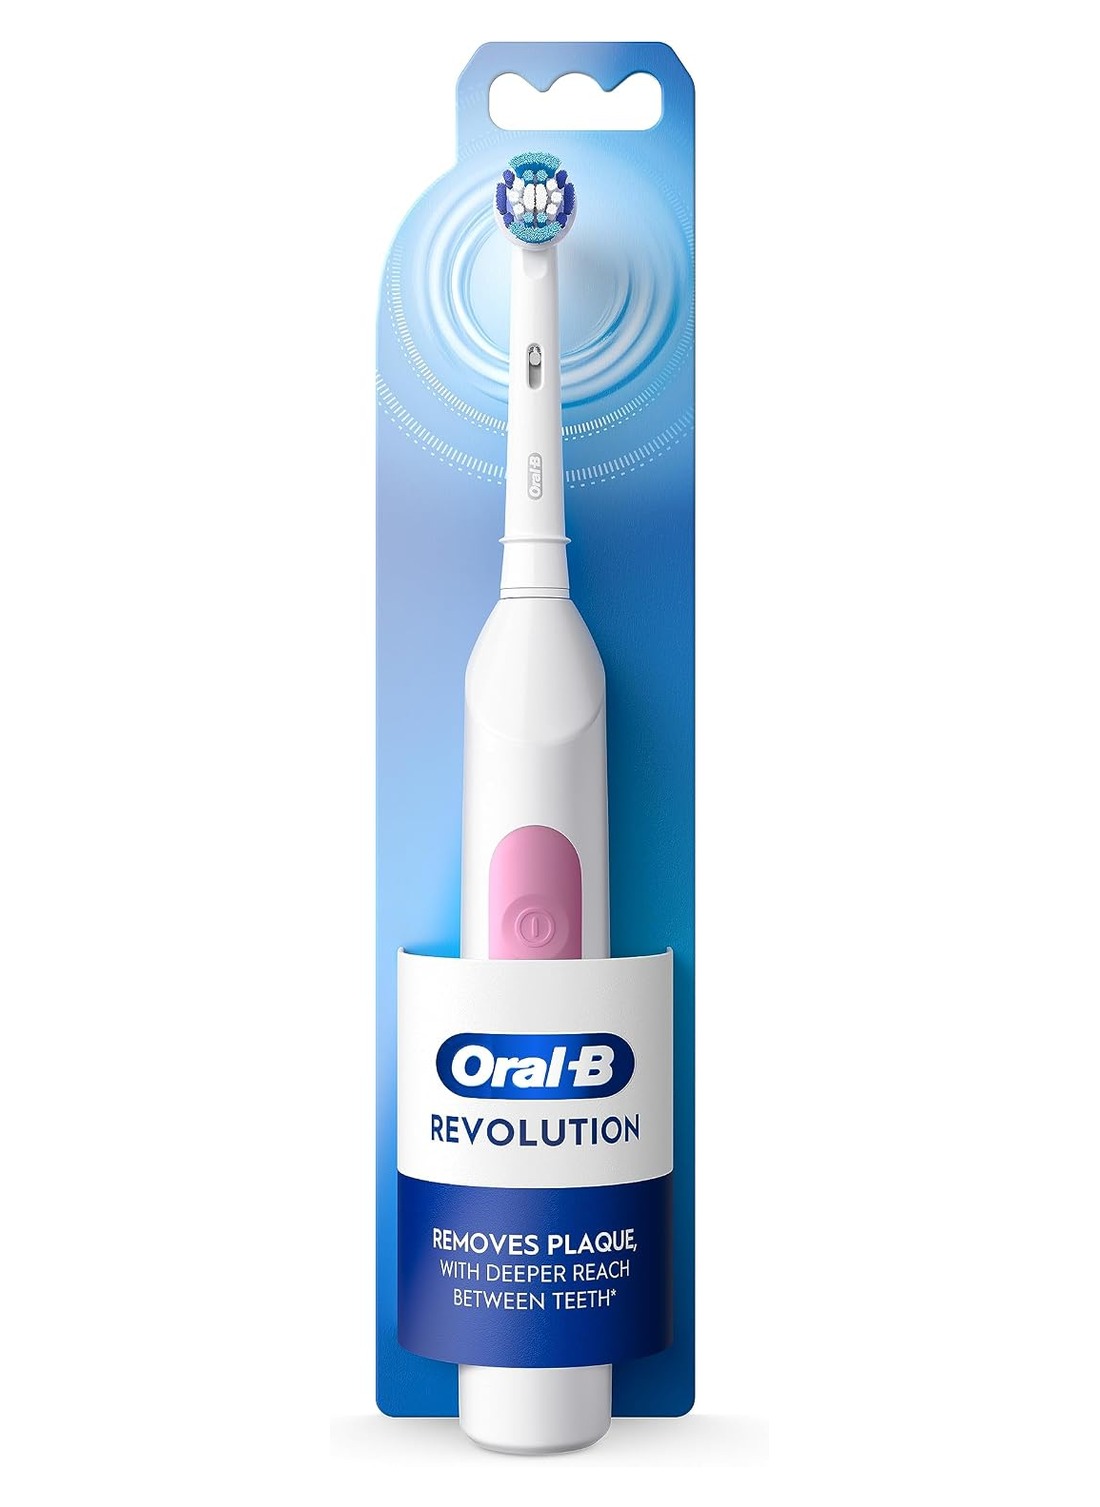 Oral-B
Oral-B
REVOLUTION
REMOVES PLAQUE,
WITH DEEPER REACH
BETWEEN TEETH*